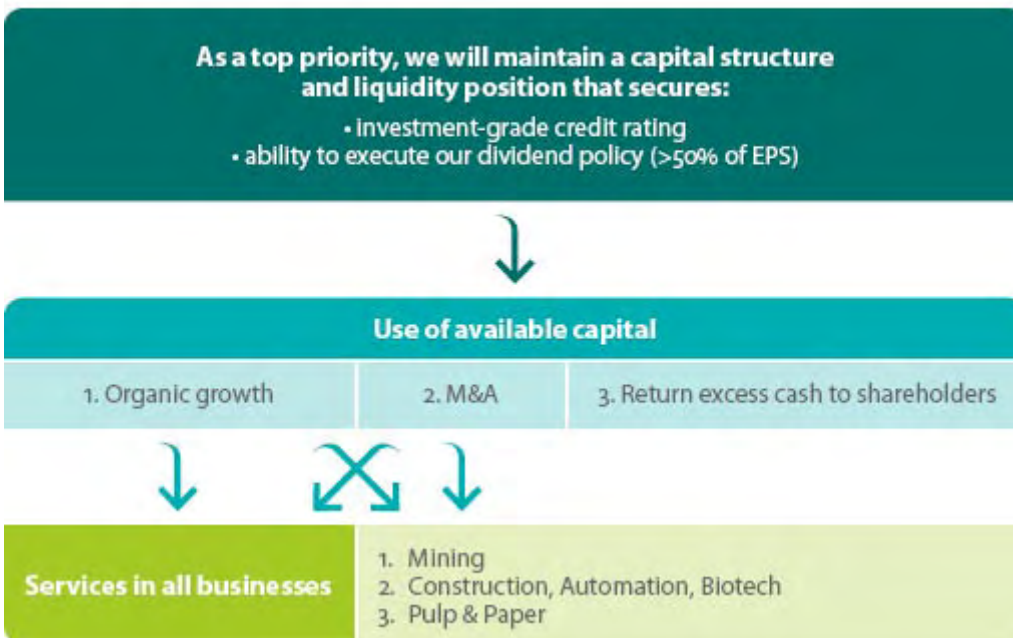 As a top priority, we will maintain a capital structure
and liquidity position that secures:
• investment-grade credit rating
• ability to execute our dividend policy (>50% of EPS)
Use of available capital
1. Organic growth
2. M&A
3. Return excess cash to shareholders
Services in all businesses
1. Mining
2. Construction, Automation, Biotech
3. Pulp & Paper